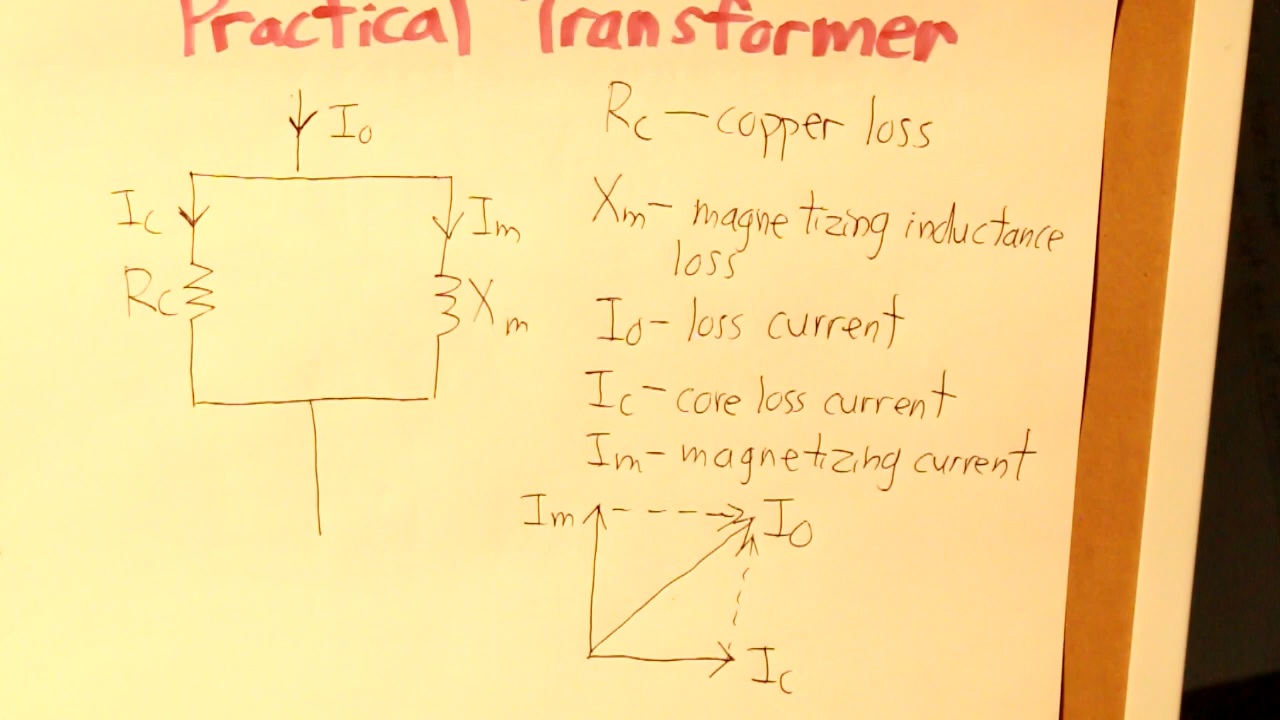 Practical Transformer
I₀
Ic
Im
Rc
Xm
Rc – copper loss
Xm – magnetizing inductance
loss
I₀ – loss current
Ic – core loss current
Im – magnetizing current
Im
I₀
Ic